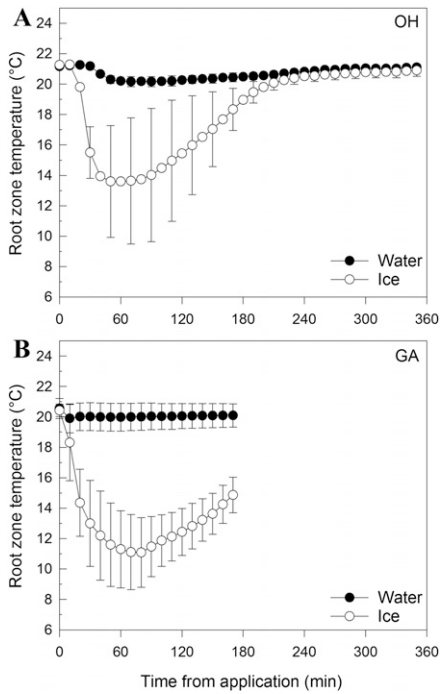 A
OH
24
22
20
18
16
14
12
10
8
6
Root zone temperature (°C)
Water
Ice
0 60 120 180 240 300 360
B
GA
24
22
20
18
16
14
12
10
8
6
Root zone temperature (°C)
Water
Ice
0 60 120 180 240 300 360
Time from application (min)